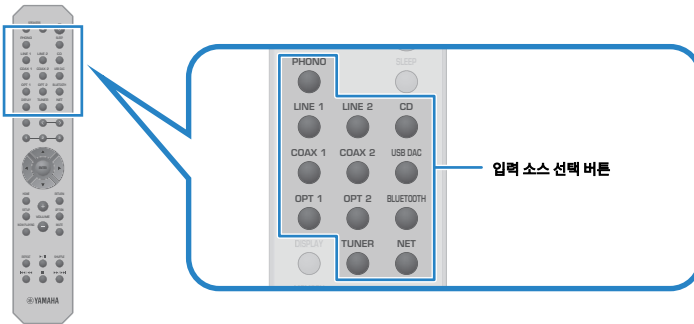 PHONO
SLEEP
LINE 1 LINE 2 CD
COAX 1 COAX 2 USB DAC
OPT 1 OPT 2 BLUETOOTH
DISPLAY TUNER NET
입력 소스 선택 버튼
YAMAHA